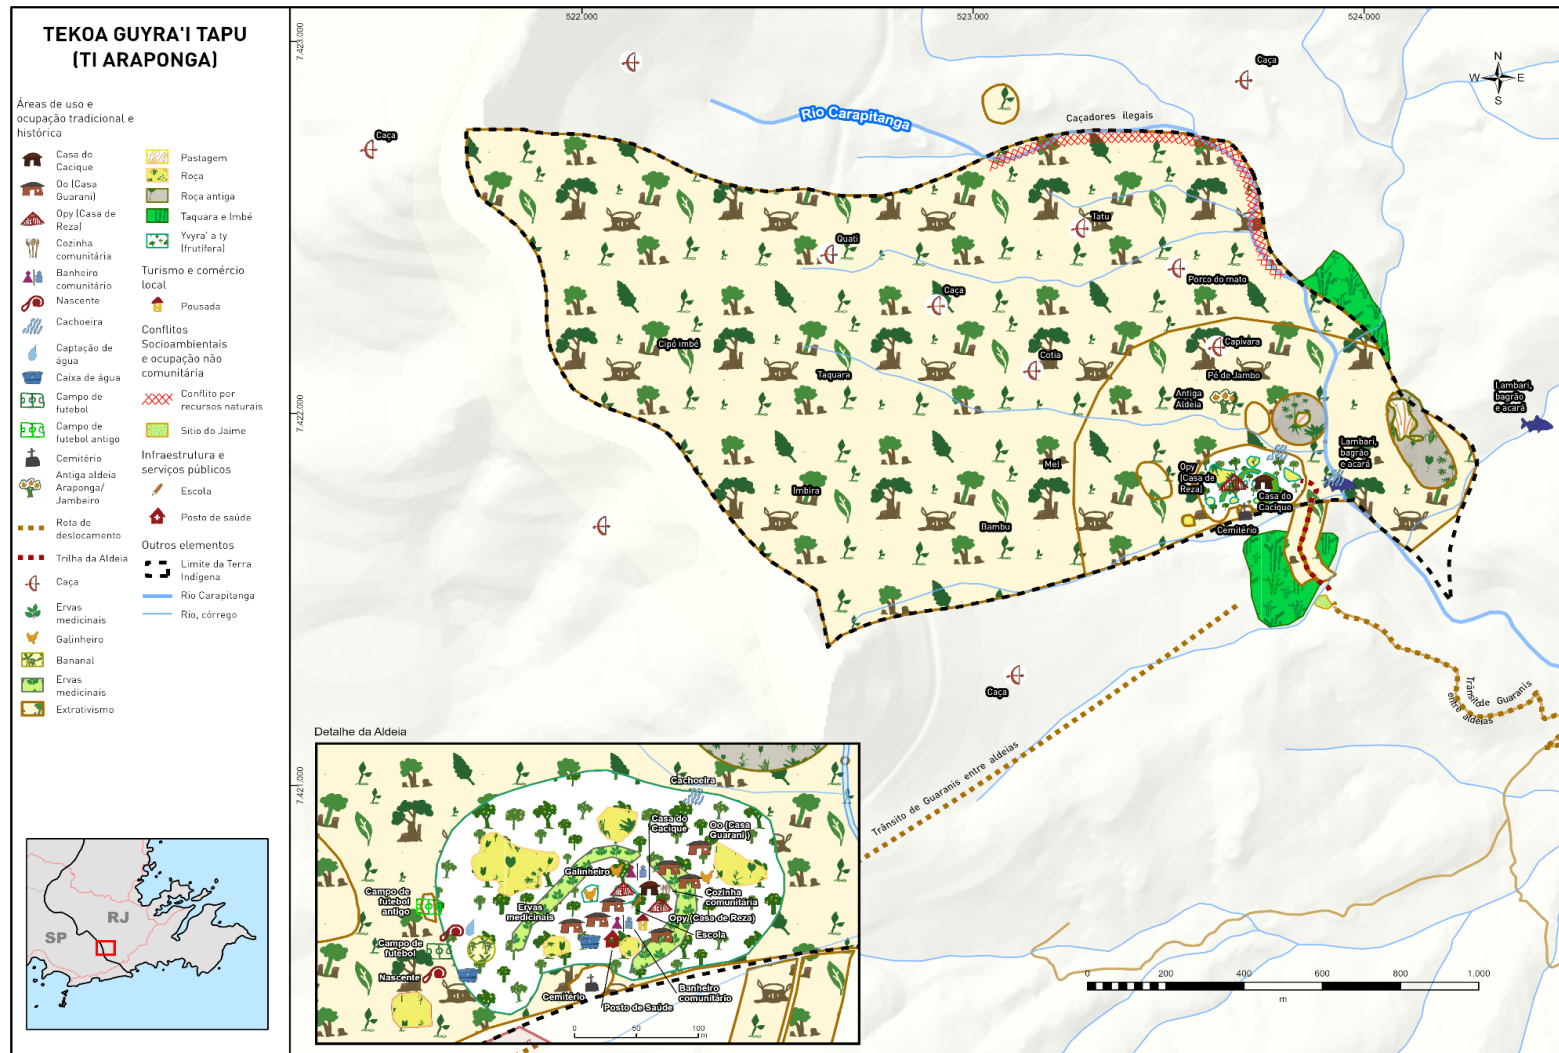 TEKOA GUYRA'I TAPU
(TI ARAPONGA)
Áreas de uso e
ocupação tradicional e
histórica
Casa do
Cacique
Oo (Casa
Guarani)
Opy (Casa de
Reza)
Cozinha
comunitária
Banheiro
comunitário
Nascente
Cachoeira
Captação de
água
Caixa de água
Campo de
futebol
Campo de
futebol antigo
Cemitério
Antiga aldeia
Araponga/
Jambeiro
Rota de
deslocamento
Trilha da Aldeia
Caça
Ervas
medicinais
Galinheiro
Bananal
Ervas
medicinais
Extrativismo
Pastagem
Roça
Roça antiga
Taquara e Imbé
Yvyra' a ty
(frutífera)
Turismo e comércio
local
Pousada
Conflitos
Socioambientais
e ocupação não
comunitária
Conflito por
recursos naturais
Sítio do Jaime
Infraestrutura e
serviços públicos
Escola
Posto de saúde
Outros elementos
Limite da Terra
Indígena
Rio Carapitanga
Rio, córrego
SP
RJ
522.000
523.000
524.000
7.423.000
7.422.000
7.421.000
N
W
E
S
Caça
Caça
Rio Carapitanga
Caçadores ilegais
Tatu
Quati
Porco do mato
Caça
Cipó imbé
Capivara
Cotia
Taquara
Pé de Jambo
Antiga
Aldeia
Lambari,
bagrão
e acará
Lambari,
bagrão
e acará
Mel
Opy
(Casa de
Reza)
Casa do
Cacique
Imbira
Bambu
Cemitério
Caça
Trânsito de Guaranis
entre aldeias
Trânsito de Guaranis entre aldeias
Detalhe da Aldeia
Cachoeira
Casa do
Cacique
Oo (Casa
Guarani )
Galinheiro
Campo de
futebol
antigo
Cozinha
comunitária
Ervas
medicinais
Opy (Casa de Reza)
Escola
Campo de
futebol
Nascente
Banheiro
comunitário
Cemitério
Posto de Saúde
0
50
100
m
0
200
400
600
800
1.000
m